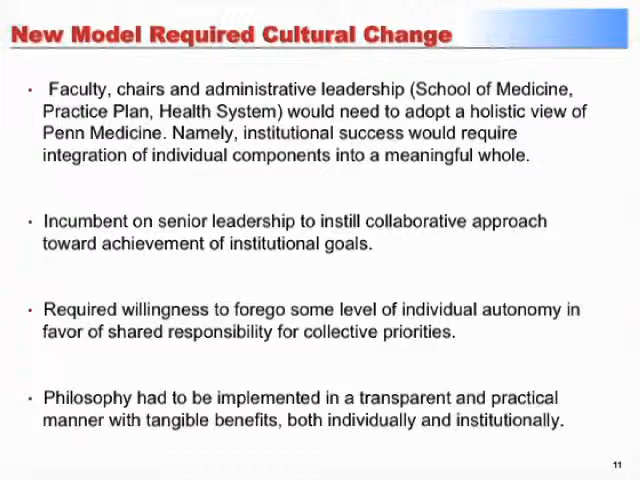 New Model Required Cultural Change
• Faculty, chairs and administrative leadership (School of Medicine,
Practice Plan, Health System) would need to adopt a holistic view of
Penn Medicine. Namely, institutional success would require
integration of individual components into a meaningful whole.
• Incumbent on senior leadership to instill collaborative approach
toward achievement of institutional goals.
• Required willingness to forego some level of individual autonomy in
favor of shared responsibility for collective priorities.
• Philosophy had to be implemented in a transparent and practical
manner with tangible benefits, both individually and institutionally.
11